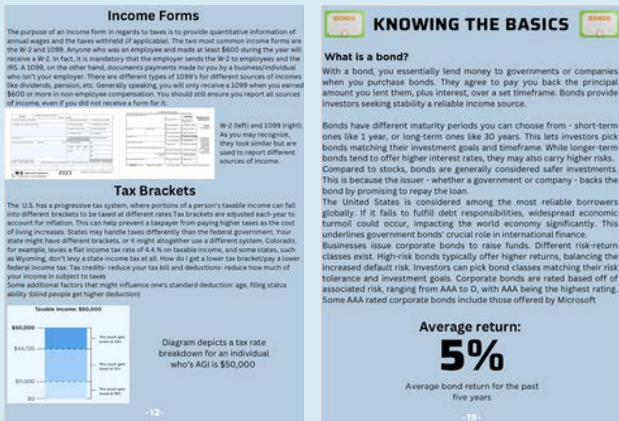 Income Forms
The purpose of an income form in regards to taxes is to provide quantitative information of
annual wages and the taxes withheld (if applicable). The two most common income forms are
the W-2 and 1099. Anyone who was an employee and made at least $600 during the year will
receive a W-2. In fact, it is mandatory that the employer sends the W-2 to employees and the
IRS. A 1099, on the other hand, documents payments made to you by a business/individual
who isn't your employer. There are different types of 1099's for different sources of incomes
like dividends, pension, etc. Generally speaking, you will only receive a 1099 when you earned
$600 or more in non-employee compensation. You should still ensure you report all sources
of income, even if you did not receive a form for it.
W-2 (left) and 1099 (right).
As you may recognize,
they look similar but are
used to report different
sources of income.
2023
Tax Brackets
The U.S. has a progressive tax system, where portions of a person's taxable income can fall
into different brackets to be taxed at different rates.Tax brackets are adjusted each year to
account for inflation. This can help prevent a taxpayer from paying higher taxes as the cost
of living increases. States may handle taxes differently than the federal government. Your
state might have different brackets, or it might altogether use a different system. Colorado,
for example, levies a flat income tax rate of 4.4 % on taxable income, and some states, such
as Wyoming, don't levy a state income tax at all. How do I get a lower tax bracket/pay a lower
federal income tax: Tax credits- reduce your tax bill and deductions- reduce how much of
your income in subject to taxes
Some additional factors that might influence one's standard deduction: age, filing status
ability (blind people get higher deduction)
Taxable Income: $50,000
$50,000
$44,725
$11,000
$0
Diagram depicts a tax rate
breakdown for an individual
who's AGI is $50,000
-12-
BONDS
KNOWING THE BASICS
BONDS
What is a bond?
With a bond, you essentially lend money to governments or companies
when you purchase bonds. They agree to pay you back the principal
amount you lent them, plus interest, over a set timeframe. Bonds provide
investors seeking stability a reliable income source.
Bonds have different maturity periods you can choose from - short-term
ones like 1 year, or long-term ones like 30 years. This lets investors pick
bonds matching their investment goals and timeframe. While longer-term
bonds tend to offer higher interest rates, they may also carry higher risks.
Compared to stocks, bonds are generally considered safer investments.
This is because the issuer - whether a government or company - backs the
bond by promising to repay the loan.
The United States is considered among the most reliable borrowers
globally. If it fails to fulfill debt responsibilities, widespread economic
turmoil could occur, impacting the world economy significantly. This
underlines government bonds' crucial role in international finance.
Businesses issue corporate bonds to raise funds. Different risk-return
classes exist. High-risk bonds typically offer higher returns, balancing the
increased default risk. Investors can pick bond classes matching their risk
tolerance and investment goals. Corporate bonds are rated based off of
associated risk, ranging from AAA to D, with AAA being the highest rating.
Some AAA rated corporate bonds include those offered by Microsoft
Average return:
5%
Average bond return for the past
five years
-19-